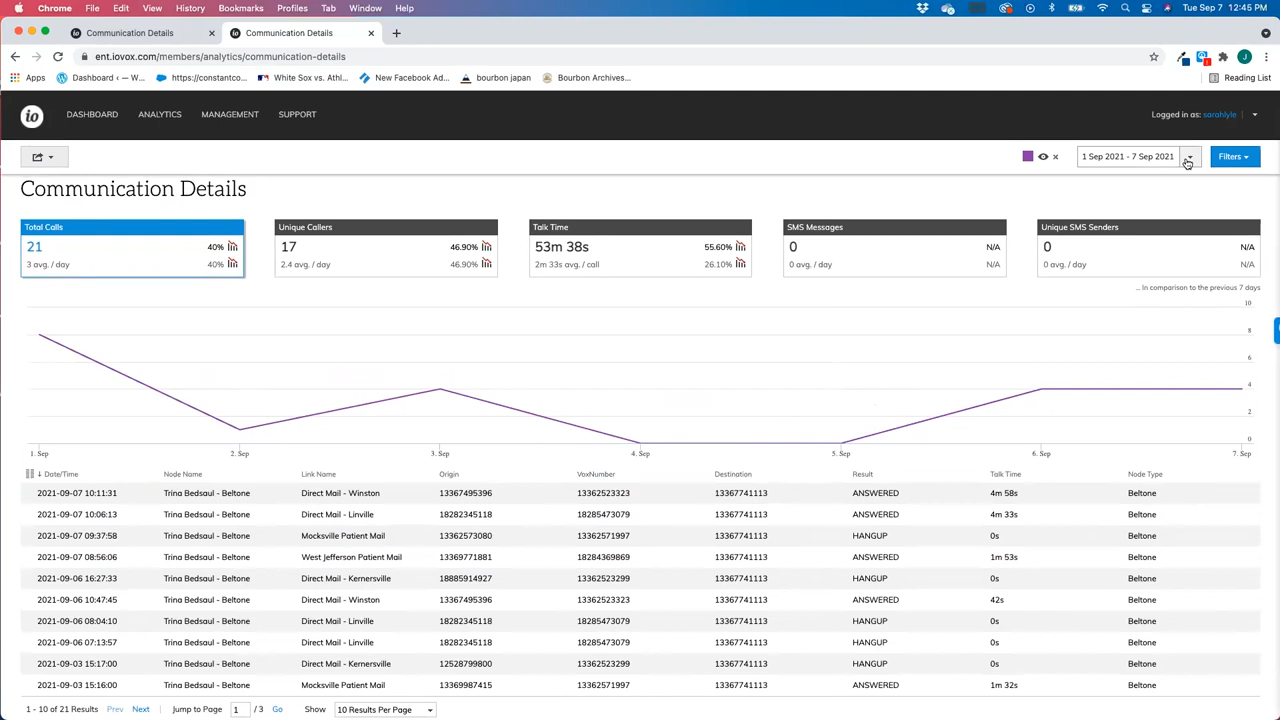 Chrome File Edit View History Bookmarks Profiles Tab Window Help Tue Sep 7 12:45 PM
Communication Details Communication Details
ent.iovox.com/members/analytics/communication-details J
Apps Dashboard ‹ — W... https://constantco... White Sox vs. Athl... New Facebook Ad... bourbon japan Bourbon Archives... Reading List
io DASHBOARD ANALYTICS MANAGEMENT SUPPORT Logged in as: sarahlyle
1 Sep 2021 - 7 Sep 2021 Filters
Communication Details
Total Calls Unique Callers Talk Time SMS Messages Unique SMS Senders
21 40% 17 46.90% 53m 38s 55.60% 0 N/A 0 N/A
3 avg. / day 40% 2.4 avg. / day 46.90% 2m 33s avg. / call 26.10% 0 avg. / day N/A 0 avg. / day N/A
... In comparison to the previous 7 days
10
8
6
4
2
0
1. Sep 2. Sep 3. Sep 4. Sep 5. Sep 6. Sep 7. Sep
Date/Time Node Name Link Name Origin VoxNumber Destination Result Talk Time Node Type
2021-09-07 10:11:31 Trina Bedsaul - Beltone Direct Mail - Winston 13367495396 13362523323 13367741113 ANSWERED 4m 58s Beltone
2021-09-07 10:06:13 Trina Bedsaul - Beltone Direct Mail - Linville 18282345118 18285473079 13367741113 ANSWERED 4m 33s Beltone
2021-09-07 09:37:58 Trina Bedsaul - Beltone Mocksville Patient Mail 13362573080 13362571997 13367741113 HANGUP 0s Beltone
2021-09-07 08:56:06 Trina Bedsaul - Beltone West Jefferson Patient Mail 13369771881 18284369869 13367741113 ANSWERED 1m 53s Beltone
2021-09-06 16:27:33 Trina Bedsaul - Beltone Direct Mail - Kernersville 18885914927 13362523299 13367741113 HANGUP 0s Beltone
2021-09-06 10:47:45 Trina Bedsaul - Beltone Direct Mail - Winston 13367495396 13362523323 13367741113 ANSWERED 42s Beltone
2021-09-06 08:04:10 Trina Bedsaul - Beltone Direct Mail - Linville 18282345118 18285473079 13367741113 HANGUP 0s Beltone
2021-09-06 07:13:57 Trina Bedsaul - Beltone Direct Mail - Linville 18282345118 18285473079 13367741113 HANGUP 0s Beltone
2021-09-03 15:17:00 Trina Bedsaul - Beltone Direct Mail - Kernersville 12528799800 13362523299 13367741113 HANGUP 0s Beltone
2021-09-03 15:16:00 Trina Bedsaul - Beltone Mocksville Patient Mail 13369987415 13362571997 13367741113 ANSWERED 1m 32s Beltone
1 - 10 of 21 Results Prev Next Jump to Page 1 / 3 Go Show 10 Results Per Page